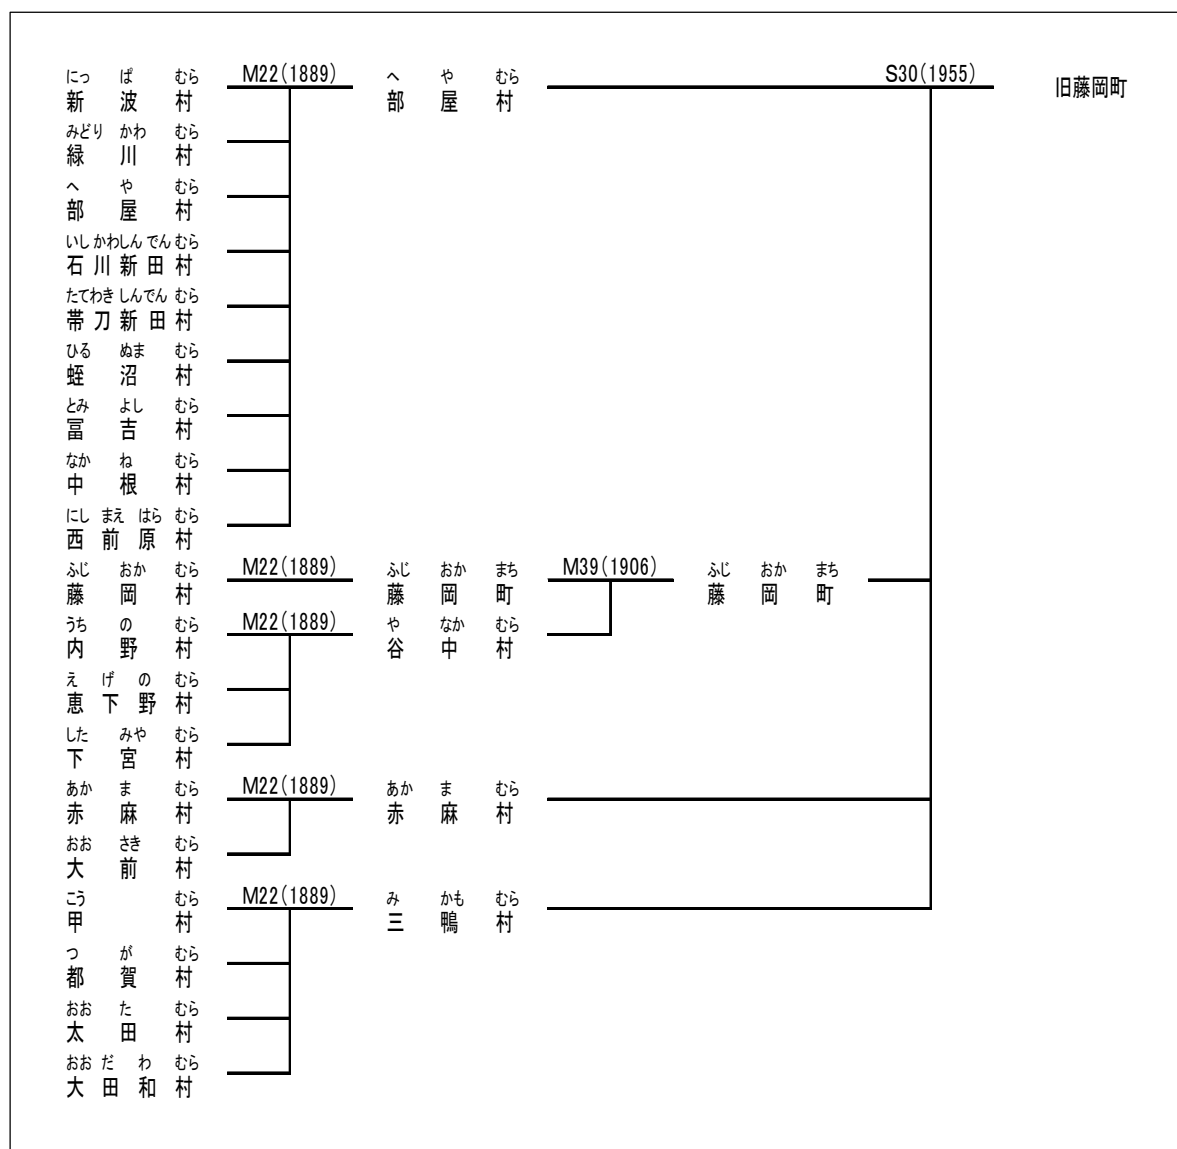 にっ ぱ むら M22(1889) へ や むら S30(1955)
新 波 村 部 屋 村 旧藤岡町
みどり かわ むら
緑 川 村
へ や むら
部 屋 村
いしかわしんでんむら
石川新田村
たてわきしんでんむら
帯刀新田村
ひる ぬま むら
蛭 沼 村
とみ よし むら
冨 吉 村
なか ね むら
中 根 村
にし まえ はら むら
西 前 原 村
ふじ おか むら M22(1889) ふじ おか まち M39(1906) ふじ おか まち
藤 岡 村 藤 岡 町 藤 岡 町
うち の むら M22(1889) や なか むら
内 野 村 谷 中 村
え げ の むら
恵 下 野 村
した みや むら
下 宮 村
あか ま むら M22(1889) あか ま むら
赤 麻 村 赤 麻 村
おお さき むら
大 前 村
こう むら M22(1889) み かも むら
甲 村 三 鴨 村
つ が むら
都 賀 村
おお た むら
太 田 村
おお だ わ むら
大 田 和 村